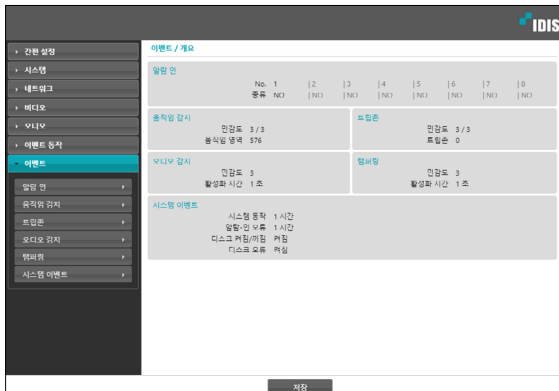 IDIS
간편 설정
시스템
네트워크
비디오
오디오
이벤트 동작
이벤트
알람 인
움직임 감지
트립존
오디오 감지
탬퍼링
시스템 이벤트
이벤트 / 개요
알람 인
No. 1 | 2 | 3 | 4 | 5 | 6 | 7 | 8
종류 NO | NO | NO | NO | NO | NO | NO | NO
움직임 감지
민감도 3 / 3
움직임 영역 576
트립존
민감도 3 / 3
트립존 0
오디오 감지
민감도 3
활성화 시간 1 초
탬퍼링
민감도 3
활성화 시간 1 초
시스템 이벤트
시스템 동작 1 시간
알람-인 오류 1 시간
디스크 켜짐/꺼짐 켜짐
디스크 오류 켜짐
저장